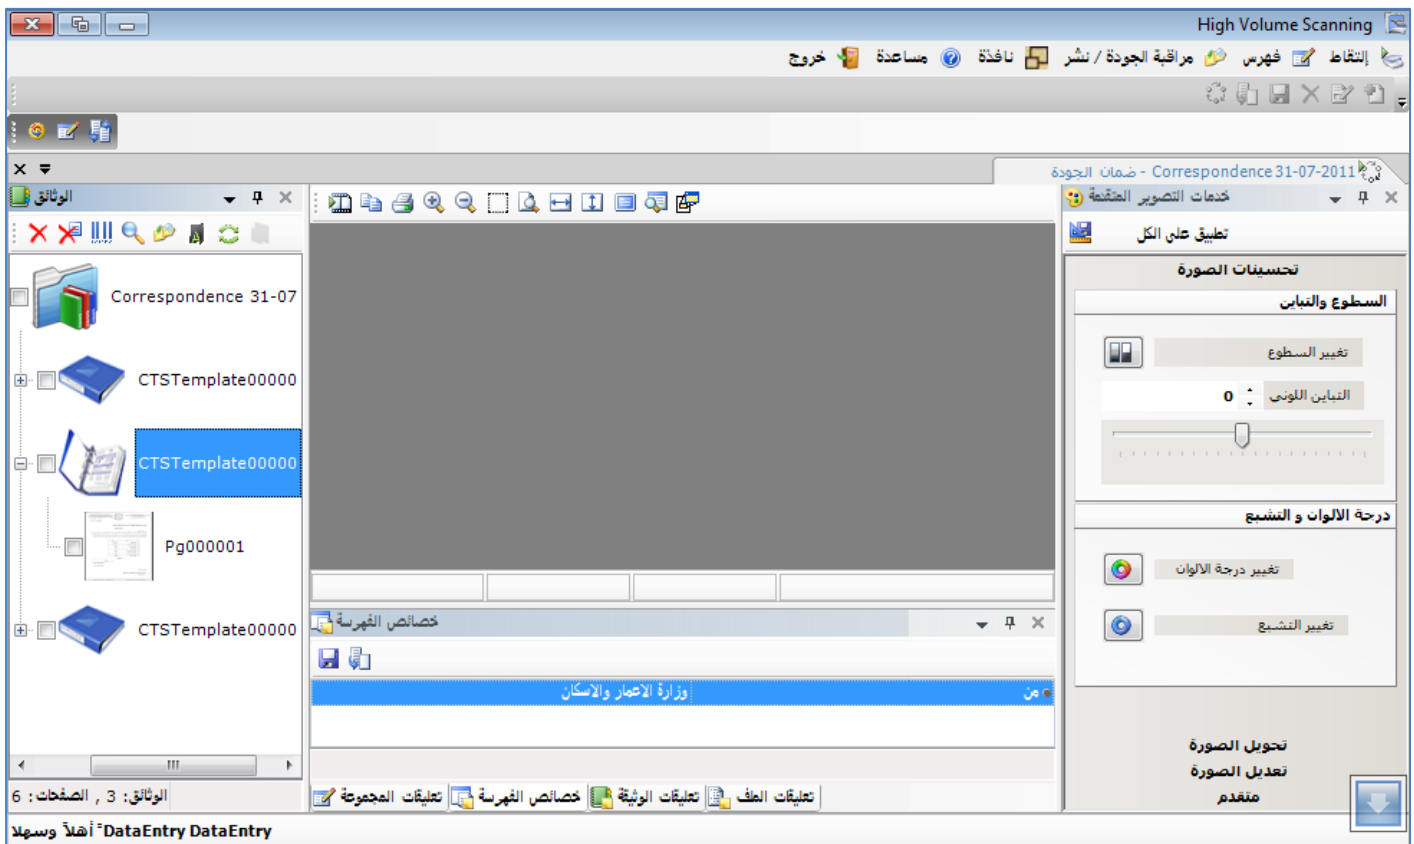 High Volume Scanning
إلتقاط فهرس مراقبة الجودة / نشر نافذة مساعدة خروج
Correspondence 31-07-2011 - ضمان الجودة
خدمات التصوير المتقدمة
تطبيق على الكل
تحسينات الصورة
السطوع والتباين
تغيير السطوع
التباين اللوني 0
درجة الالوان و التشبع
تغيير درجة الالوان
تغيير التشبع
تحويل الصورة
تعديل الصورة
متقدم
خصائص الفهرسة
من وزارة الاعمار والاسكان
تعليقات الملف تعليقات الوثيقة خصائص الفهرسة تعليقات المجموعة
الوثائق
Correspondence 31-07
CTSTemplate00000
CTSTemplate00000
Pg000001
CTSTemplate00000
الوثائق: 3 , الصفحات: 6
أهلاً وسهلاً DataEntry DataEntry